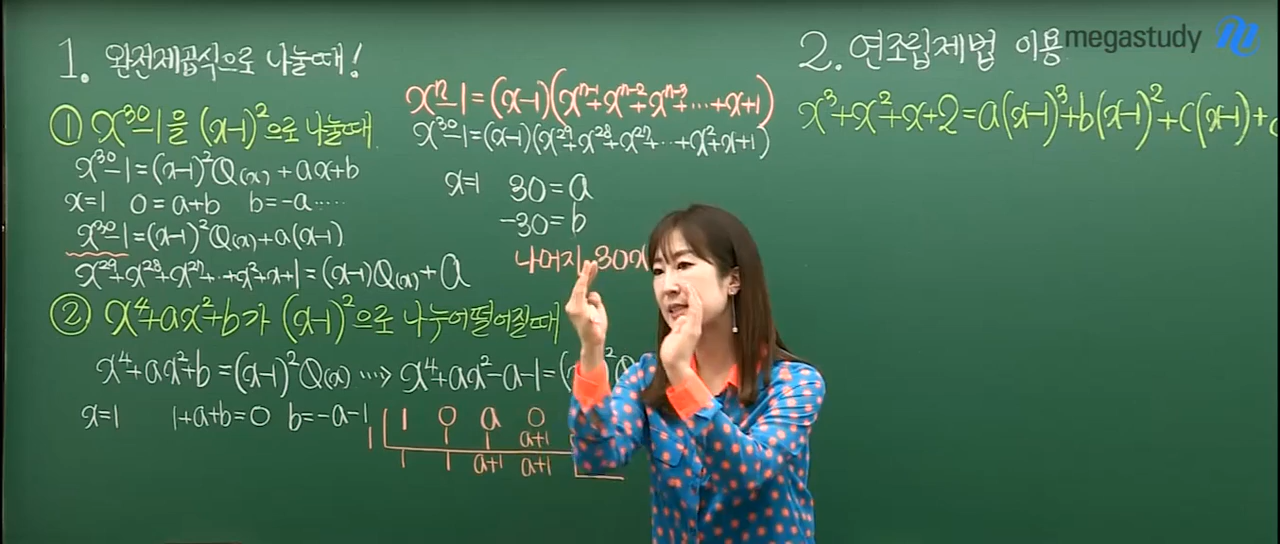 1. 완전제곱식으로 나눌때!
① x³⁰-1을 (x-1)²으로 나눌때
x³⁰-1=(x-1)²Q(x)+ax+b
x=1 0=a+b b=-a.....
x³⁰-1=(x-1)²Q(x)+a(x-1)
x²⁹+x²⁸+x²⁷+..+x²+x+1=(x-1)Q(x)+a
xⁿ-1=(x-1)(xⁿ⁻¹+xⁿ⁻²+xⁿ⁻³+...+x+1)
x³⁰-1=(x-1)(x²⁹+x²⁸+x²⁷+...+x²+x+1)
x=1 30=a
-30=b
나머지 30x
② x⁴+ax²+b가 (x-1)²으로 나누어떨어질때
x⁴+ax²+b=(x-1)²Q(x) ...> x⁴+ax²-a-1=(x-1)²Q
x=1 1+a+b=0 b=-a-1
1 0 a 0
1 1 1 a+1
1 1 a+1 a+1
2. 연조립제법 이용
megastudy
x³+x²+x+2=a(x-1)³+b(x-1)²+c(x-1)+